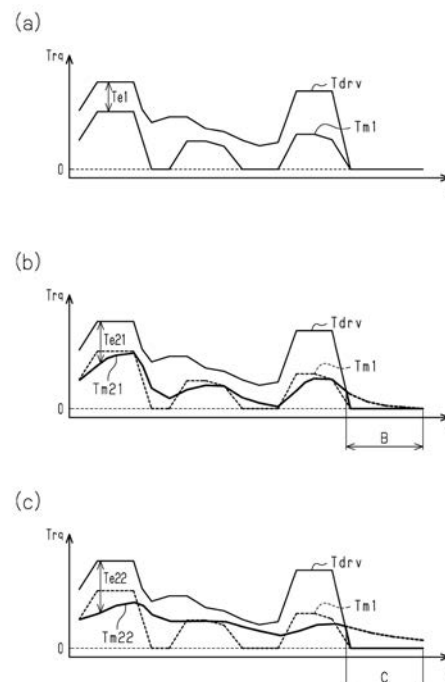 (a)
Trq
Tdrv
Te1
Tm1
0
(b)
Trq
Tdrv
Te21
Tm1
Tm21
0
B
(c)
Trq
Tdrv
Te22
Tm1
Tm22
0
C